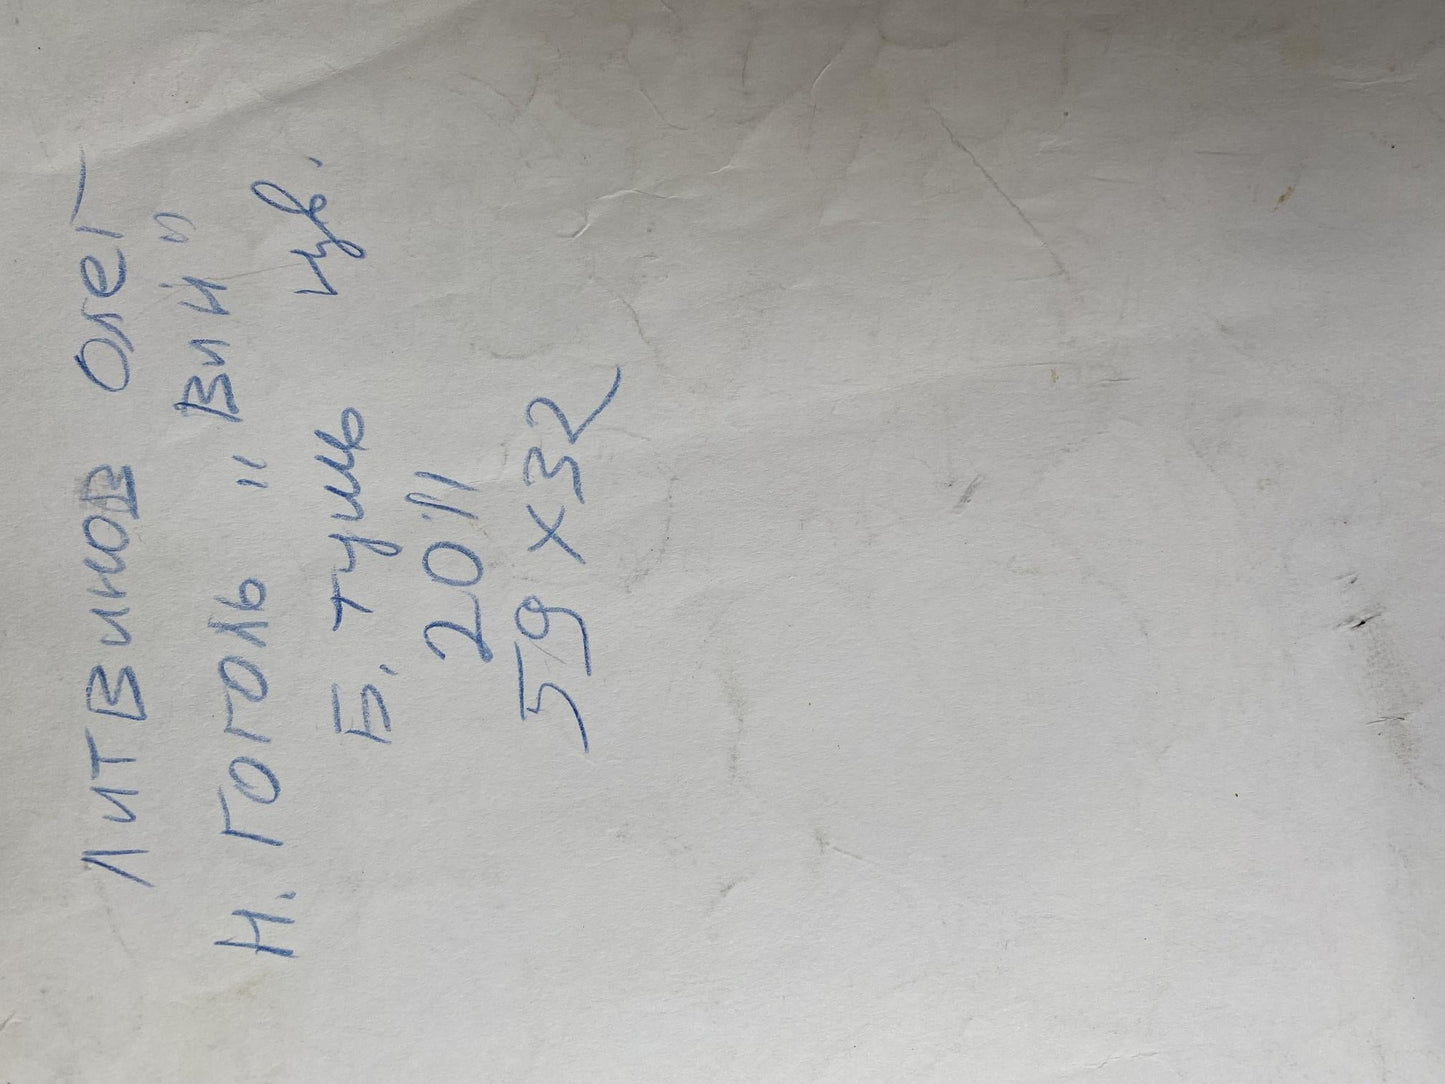 Литвинов Олег
Н. Гоголь "Вий"
Б. тушь цв.
2011
59 х 32